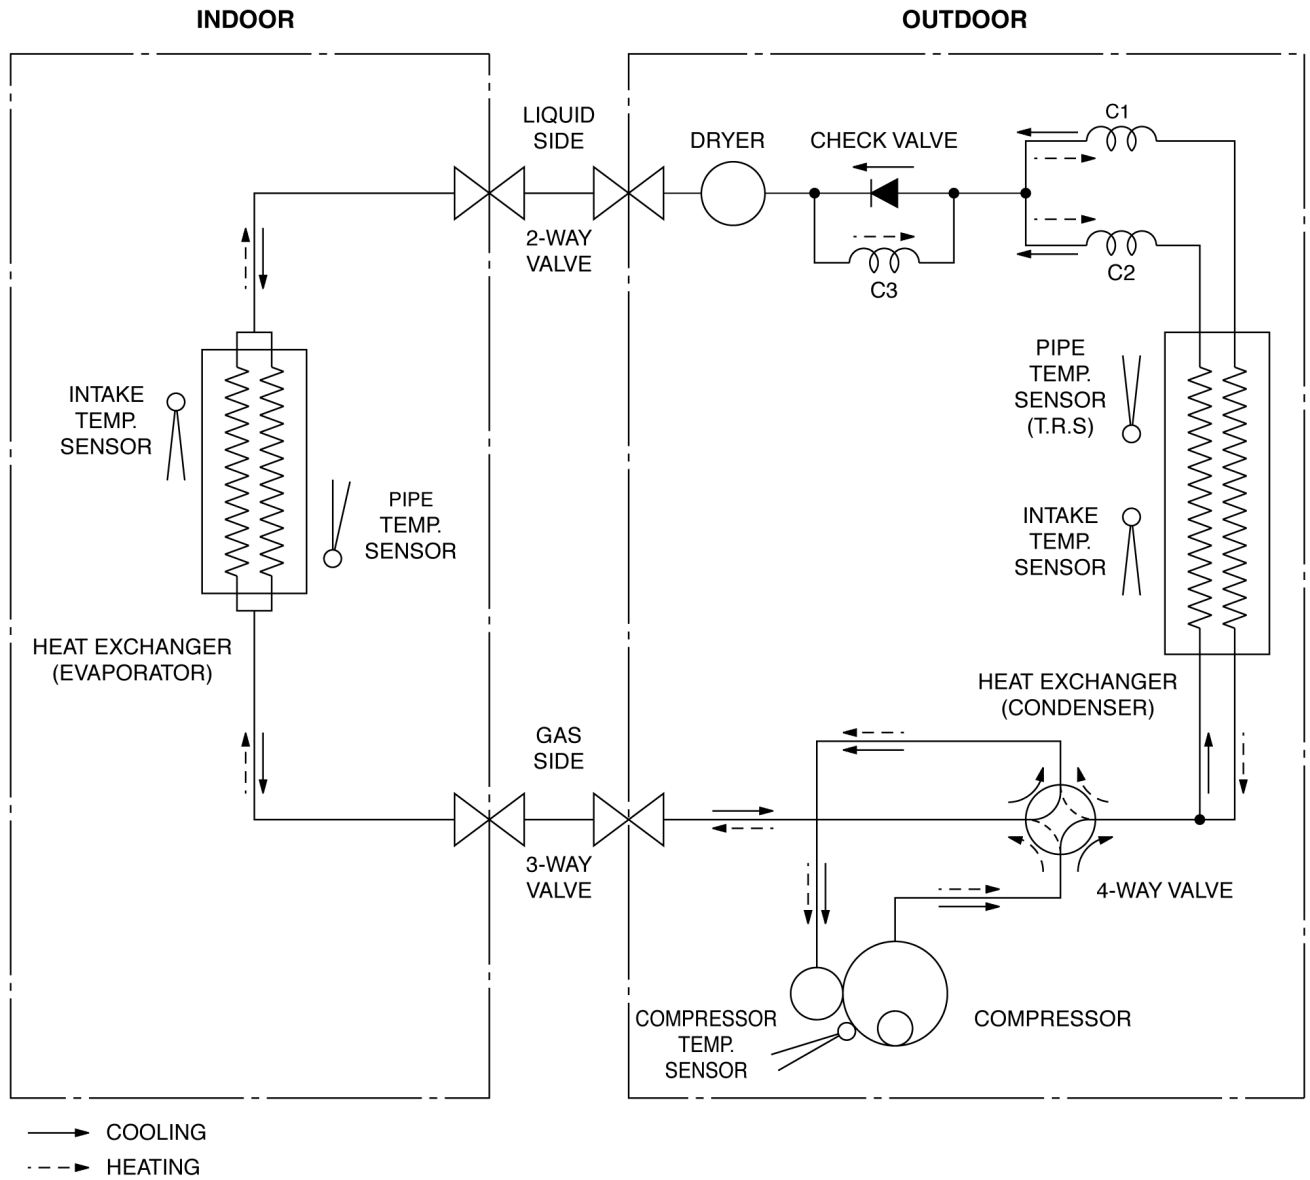 INDOOR
OUTDOOR
LIQUID
SIDE
2-WAY
VALVE
DRYER
CHECK VALVE
C1
C2
C3
INTAKE
TEMP.
SENSOR
PIPE
TEMP.
SENSOR
HEAT EXCHANGER
(EVAPORATOR)
PIPE
TEMP.
SENSOR
(T.R.S)
INTAKE
TEMP.
SENSOR
HEAT EXCHANGER
(CONDENSER)
GAS
SIDE
3-WAY
VALVE
4-WAY VALVE
COMPRESSOR
TEMP.
SENSOR
COMPRESSOR
COOLING
HEATING